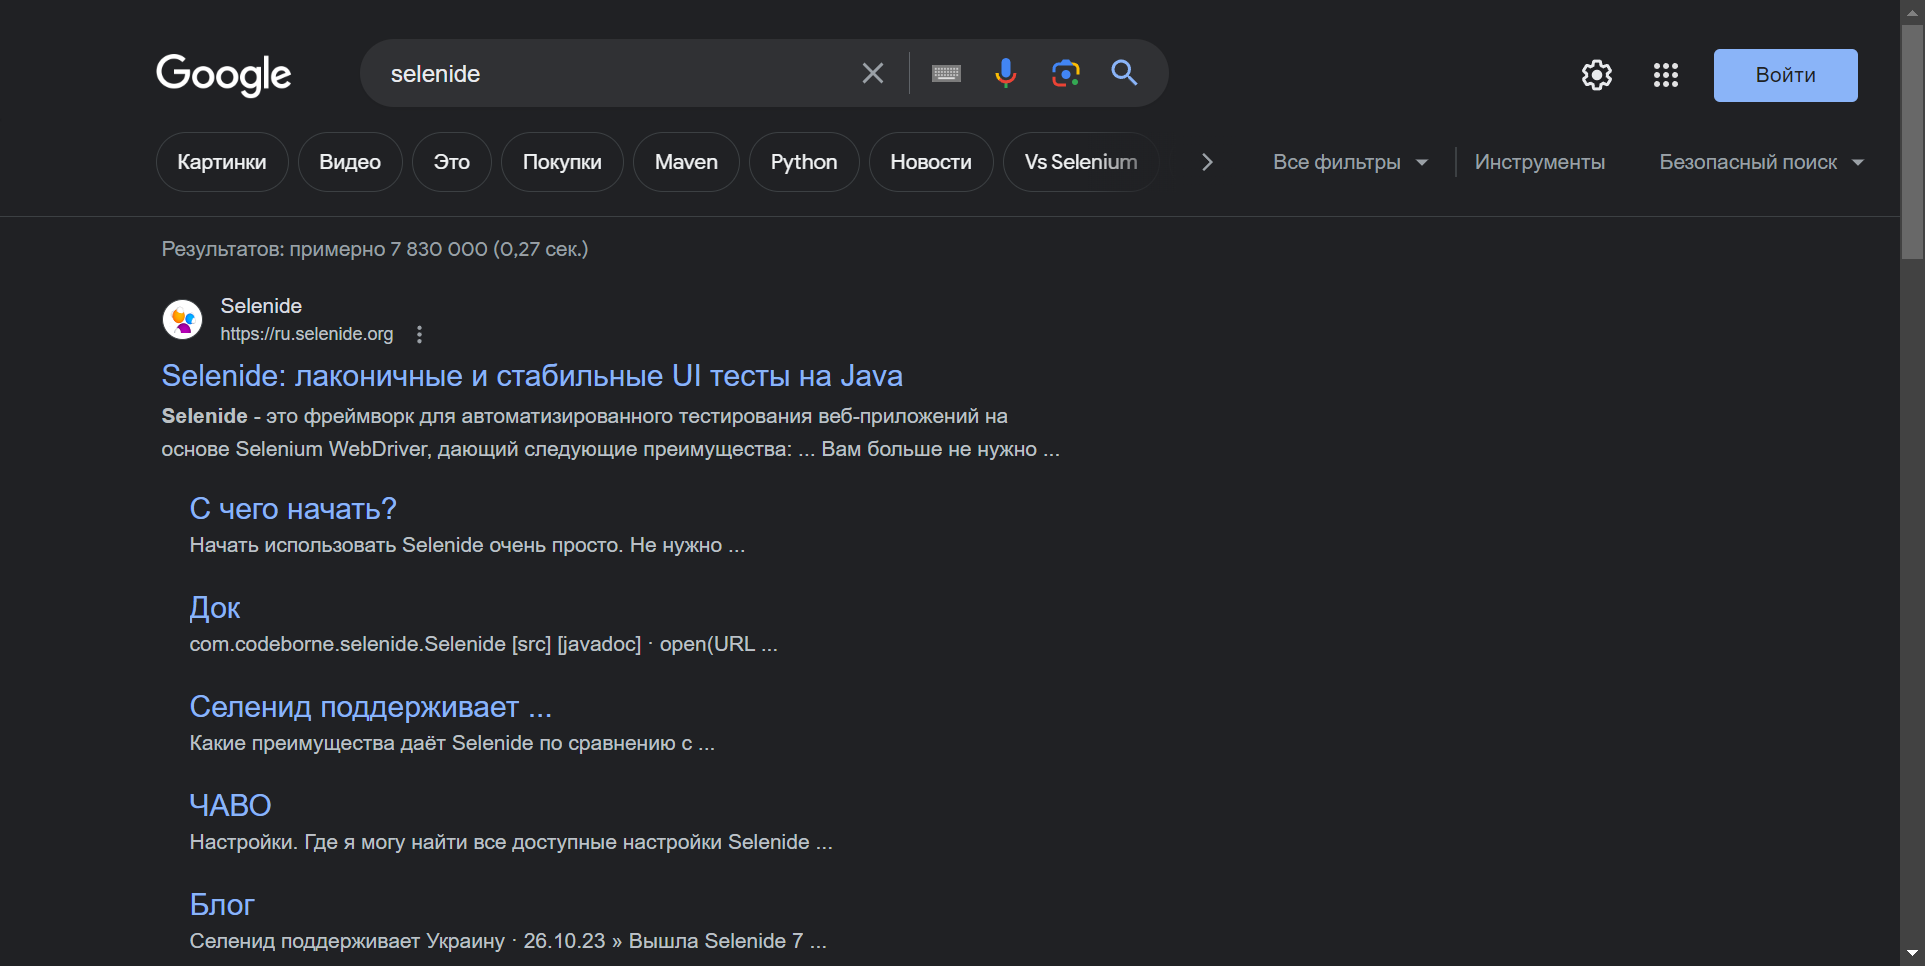 Google
selenide
Войти
Картинки Видео Это Покупки Maven Python Новости Vs Selenium Все фильтры Инструменты Безопасный поиск
Результатов: примерно 7 830 000 (0,27 сек.)
Selenide
https://ru.selenide.org
Selenide: лаконичные и стабильные UI тесты на Java
Selenide - это фреймворк для автоматизированного тестирования веб-приложений на
основе Selenium WebDriver, дающий следующие преимущества: ... Вам больше не нужно ...
С чего начать?
Начать использовать Selenide очень просто. Не нужно ...
Док
com.codeborne.selenide.Selenide [src] [javadoc] · open(URL ...
Селенид поддерживает ...
Какие преимущества даёт Selenide по сравнению с ...
ЧАВО
Настройки. Где я могу найти все доступные настройки Selenide ...
Блог
Селенид поддерживает Украину · 26.10.23 » Вышла Selenide 7 ...